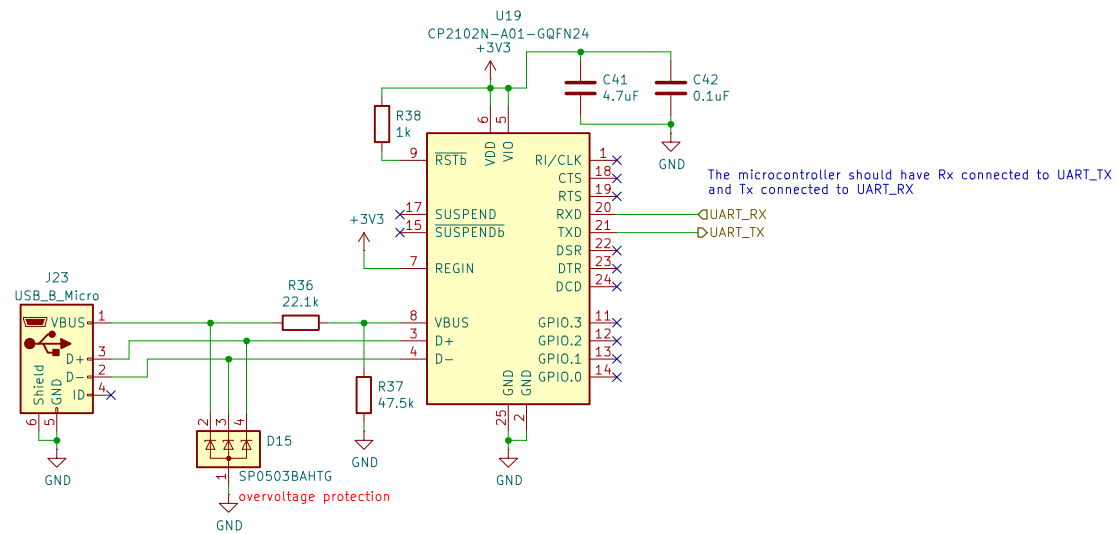 U19
CP2102N-A01-GQFN24
+3V3
C41
4.7uF
C42
0.1uF
GND
R38
1k
6
5
VDD
VIO
9
RSTb
17
SUSPEND
15
SUSPENDb
+3V3
7
REGIN
8
VBUS
3
D+
4
D-
RI/CLK
1
CTS
18
RTS
19
RXD
20
TXD
21
DSR
22
DTR
23
DCD
24
GPIO.3
11
GPIO.2
12
GPIO.1
13
GPIO.0
14
GND
GND
25
2
GND
The microcontroller should have Rx connected to UART_TX
and Tx connected to UART_RX
UART_RX
UART_TX
J23
USB_B_Micro
VBUS
1
D+
3
D-
2
ID
4
Shield
GND
6
5
GND
R36
22.1k
R37
47.5k
GND
2
3
4
D15
1
SP0503BAHTG
overvoltage protection
GND